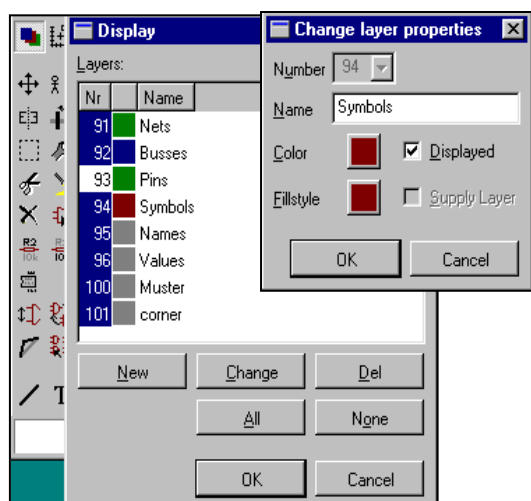 Display
Layers:
Nr Name
91 Nets
92 Busses
93 Pins
94 Symbols
95 Names
96 Values
100 Muster
101 corner
New Change Del
All None
OK Cancel
Change layer properties
Number 94
Name Symbols
Color Displayed
Fillstyle Supply Layer
OK Cancel
R2
10k